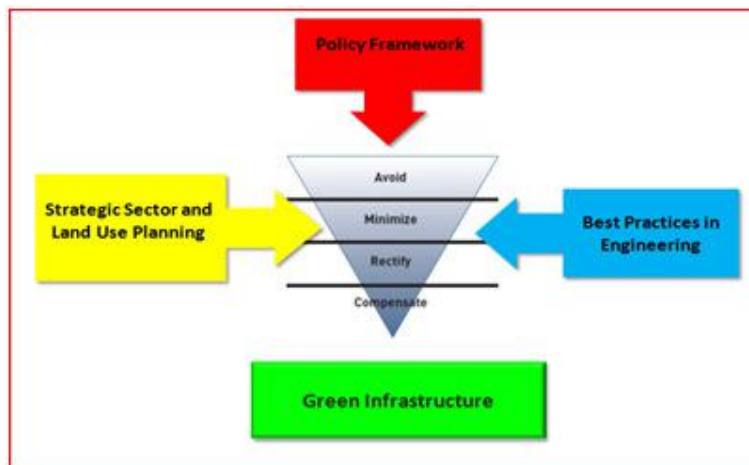 Policy Framework
Avoid
Strategic Sector and
Land Use Planning
Minimize
Best Practices in
Engineering
Rectify
Compensate
Green Infrastructure